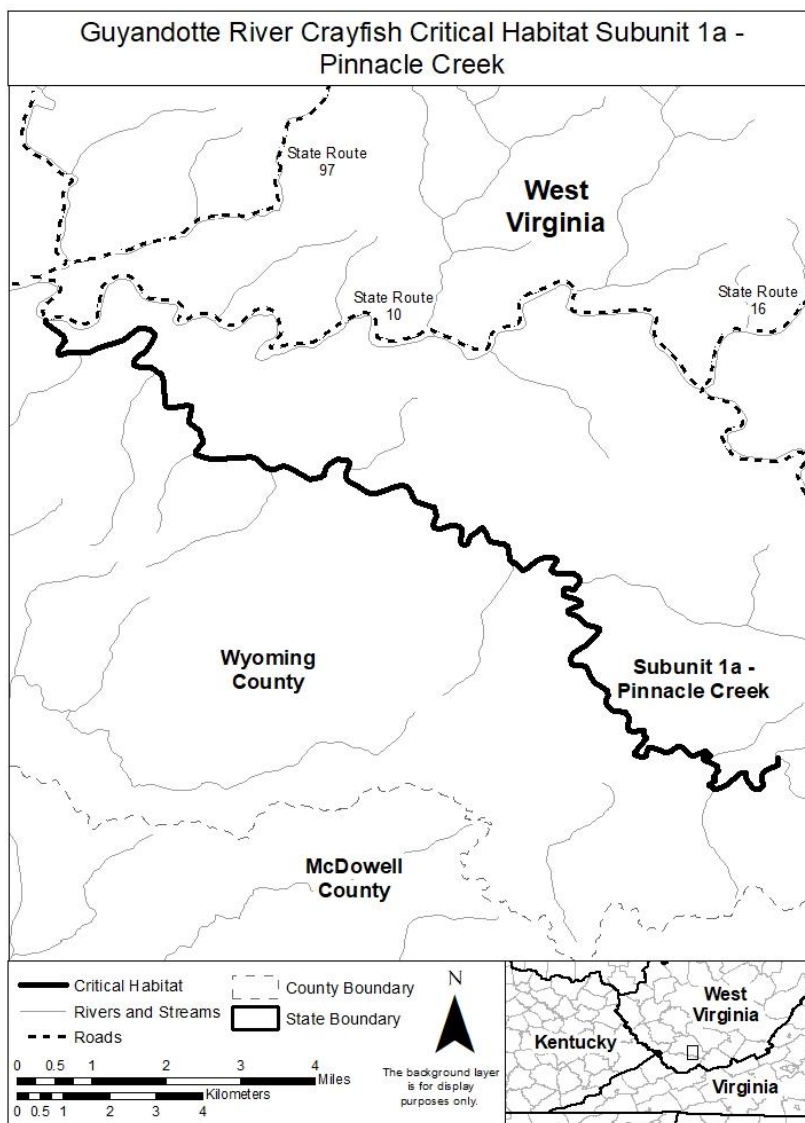 Guyandotte River Crayfish Critical Habitat Subunit 1a -
Pinnacle Creek
State Route
97
West
Virginia
State Route
10
State Route
16
Wyoming
County
Subunit 1a -
Pinnacle Creek
McDowell
County
Critical Habitat
Rivers and Streams
Roads
County Boundary
State Boundary
0 0.5 1 2 3 4
Miles
Kilometers
0 0.5 1 2 3 4
N
The background layer
is for display
purposes only.
West
Virginia
Kentucky
Virginia